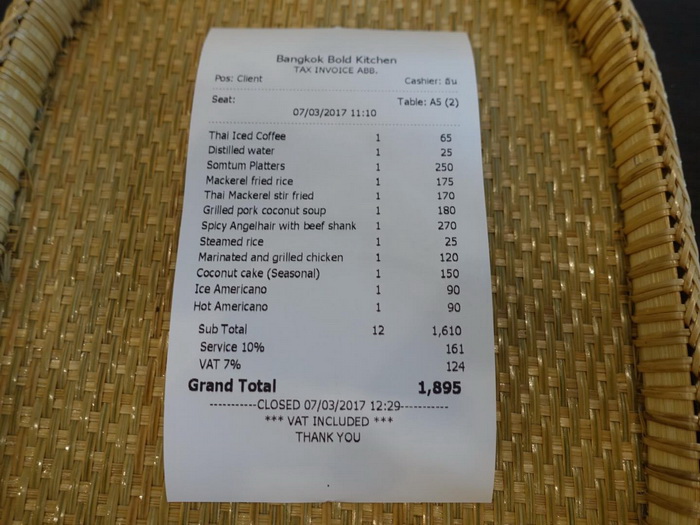 Bangkok Bold Kitchen
TAX INVOICE ABB.
Pos: Client Cashier: อ้น
Seat: Table: A5 (2)
07/03/2017 11:10
Thai Iced Coffee 1 65
Distilled water 1 25
Somtum Platters 1 250
Mackerel fried rice 1 175
Thai Mackerel stir fried 1 170
Grilled pork coconut soup 1 180
Spicy Angelhair with beef shank 1 270
Steamed rice 1 25
Marinated and grilled chicken 1 120
Coconut cake (Seasonal) 1 150
Ice Americano 1 90
Hot Americano 1 90
Sub Total 12 1,610
Service 10% 161
VAT 7% 124
Grand Total 1,895
-----------CLOSED 07/03/2017 12:29-----------
*** VAT INCLUDED ***
THANK YOU